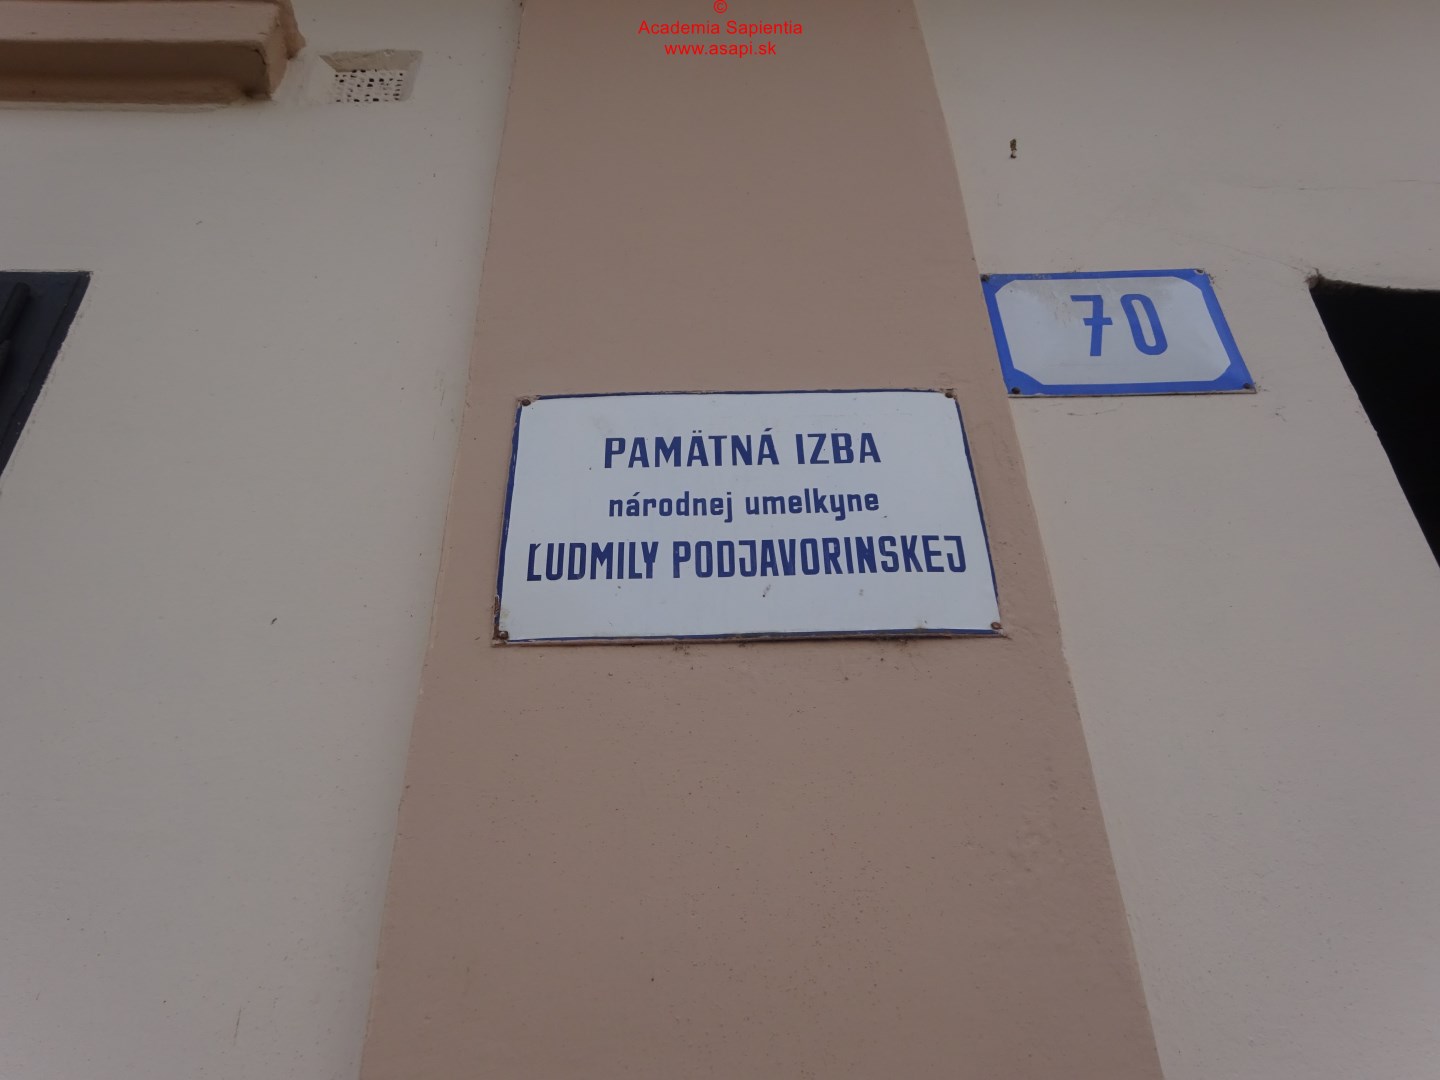 ©
Academia Sapientia
www.asapi.sk
70
PAMÄTNÁ IZBA
národnej umelkyne
ĽUDMILY PODJAVORINSKEJ